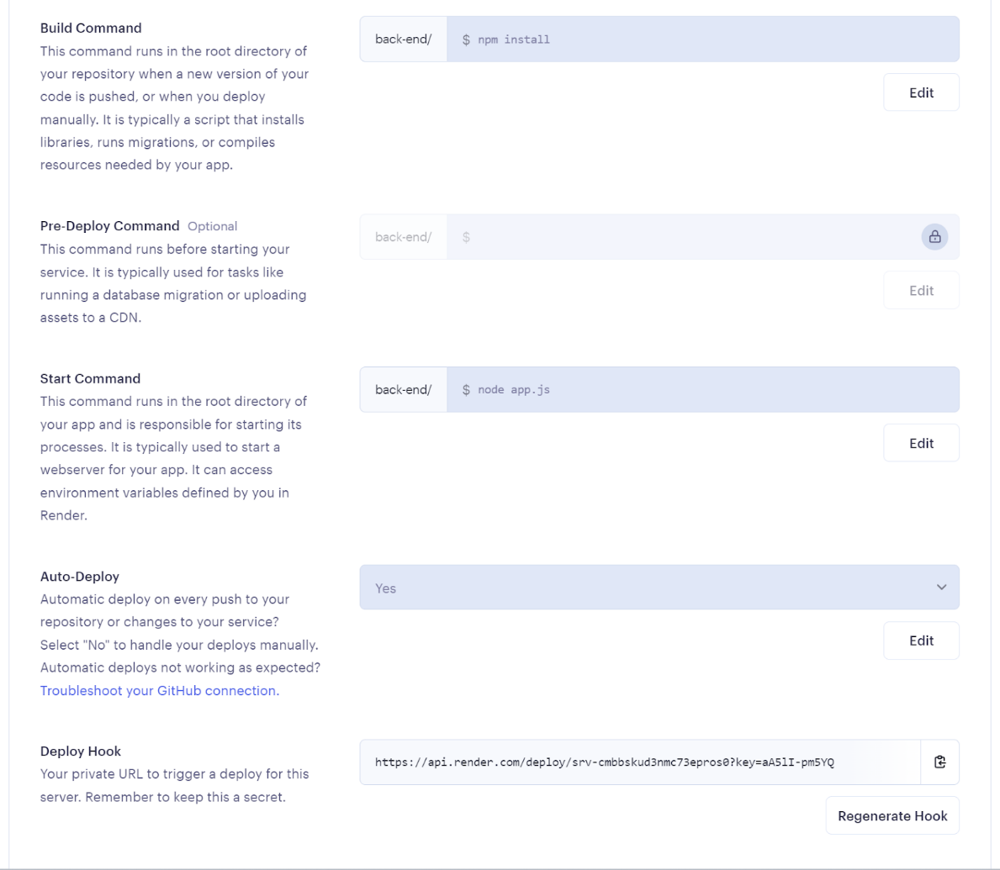 Build Command
This command runs in the root directory of
your repository when a new version of your
code is pushed, or when you deploy
manually. It is typically a script that installs
libraries, runs migrations, or compiles
resources needed by your app.
back-end/ $ npm install
Edit
Pre-Deploy Command Optional
This command runs before starting your
service. It is typically used for tasks like
running a database migration or uploading
assets to a CDN.
back-end/ $
Edit
Start Command
This command runs in the root directory of
your app and is responsible for starting its
processes. It is typically used to start a
webserver for your app. It can access
environment variables defined by you in
Render.
back-end/ $ node app.js
Edit
Auto-Deploy
Automatic deploy on every push to your
repository or changes to your service?
Select "No" to handle your deploys manually.
Automatic deploys not working as expected?
Troubleshoot your GitHub connection.
Yes
Edit
Deploy Hook
Your private URL to trigger a deploy for this
server. Remember to keep this a secret.
https://api.render.com/deploy/srv-cmbbskud3nmc73epros0?key=aA5lI-pm5YQ
Regenerate Hook